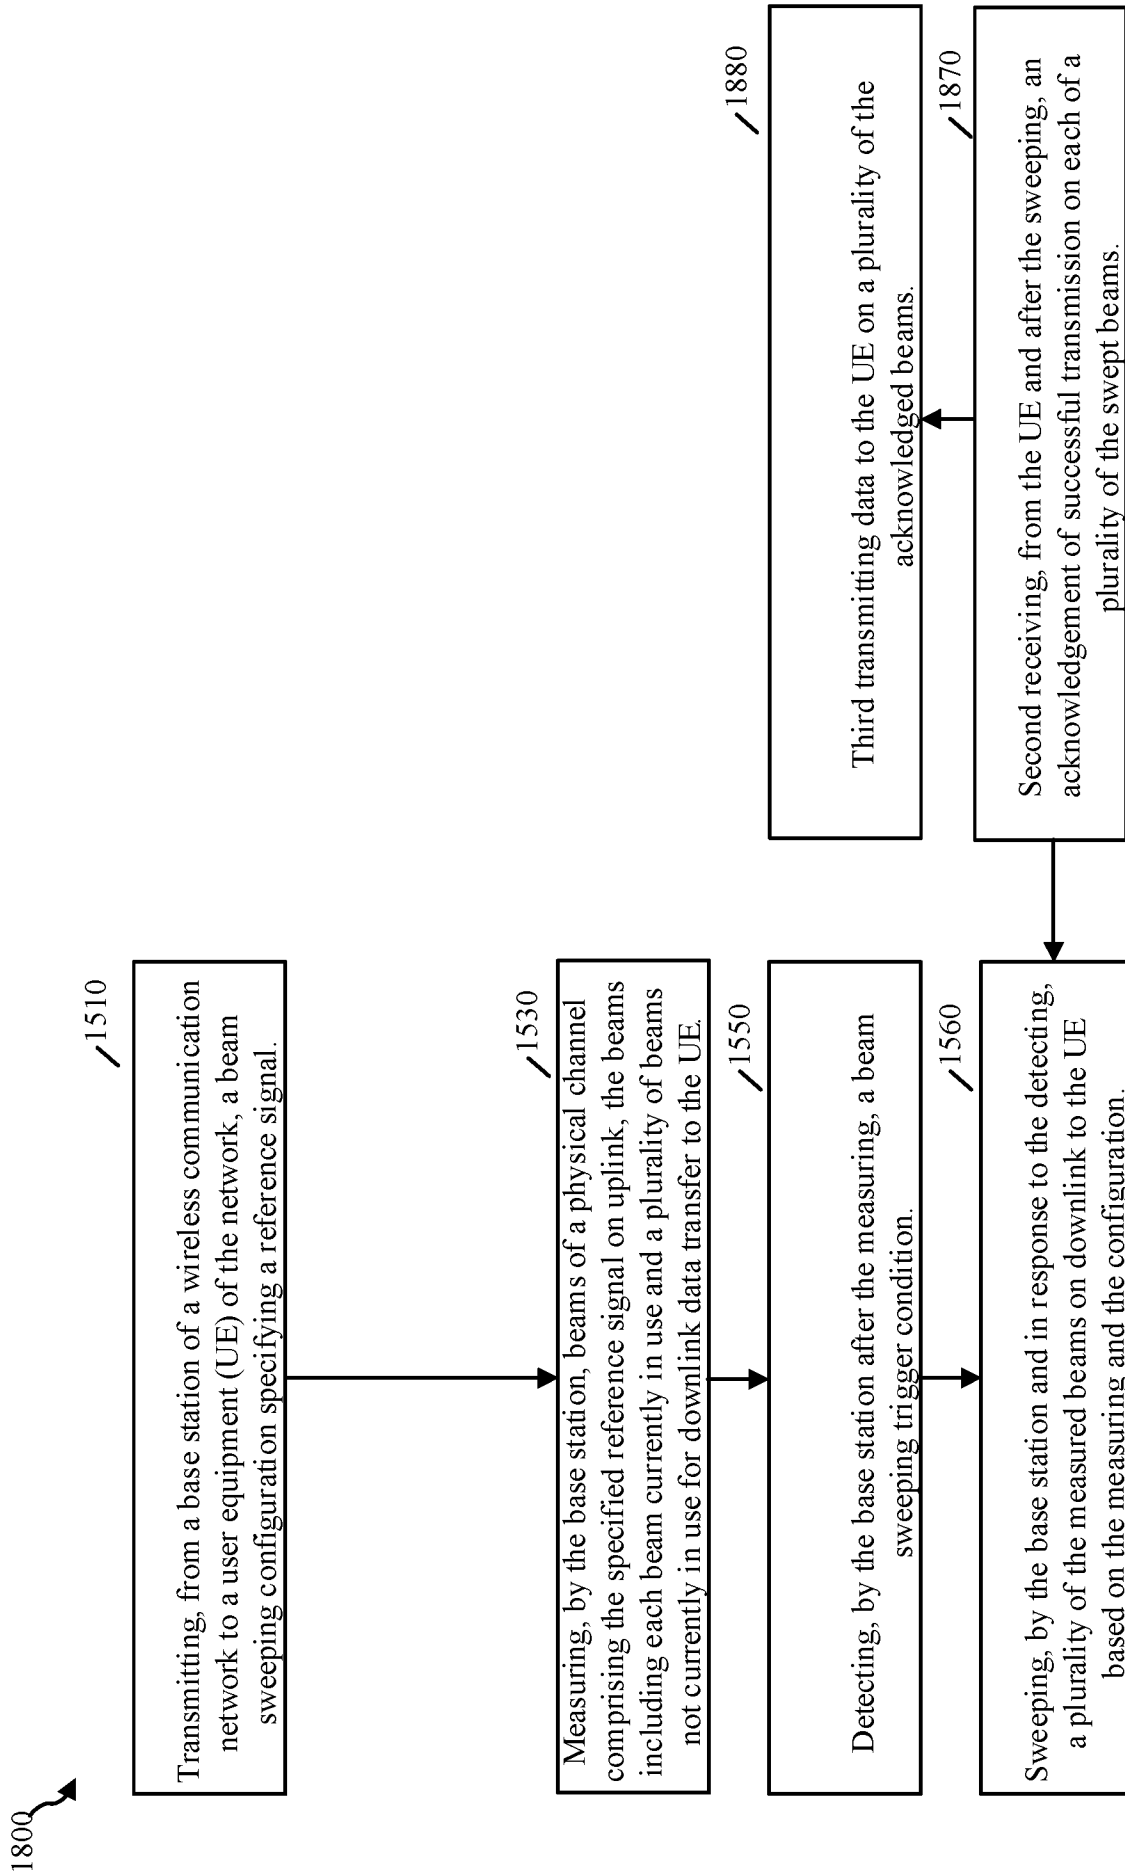 1800
1510
Transmitting, from a base station of a wireless communication
network to a user equipment (UE) of the network, a beam
sweeping configuration specifying a reference signal.
1530
Measuring, by the base station, beams of a physical channel
comprising the specified reference signal on uplink, the beams
including each beam currently in use and a plurality of beams
not currently in use for downlink data transfer to the UE.
1550
Detecting, by the base station after the measuring, a beam
sweeping trigger condition.
1560
Sweeping, by the base station and in response to the detecting,
a plurality of the measured beams on downlink to the UE
based on the measuring and the configuration.
1870
Second receiving, from the UE and after the sweeping, an
acknowledgement of successful transmission on each of a
plurality of the swept beams.
1880
Third transmitting data to the UE on a plurality of the
acknowledged beams.